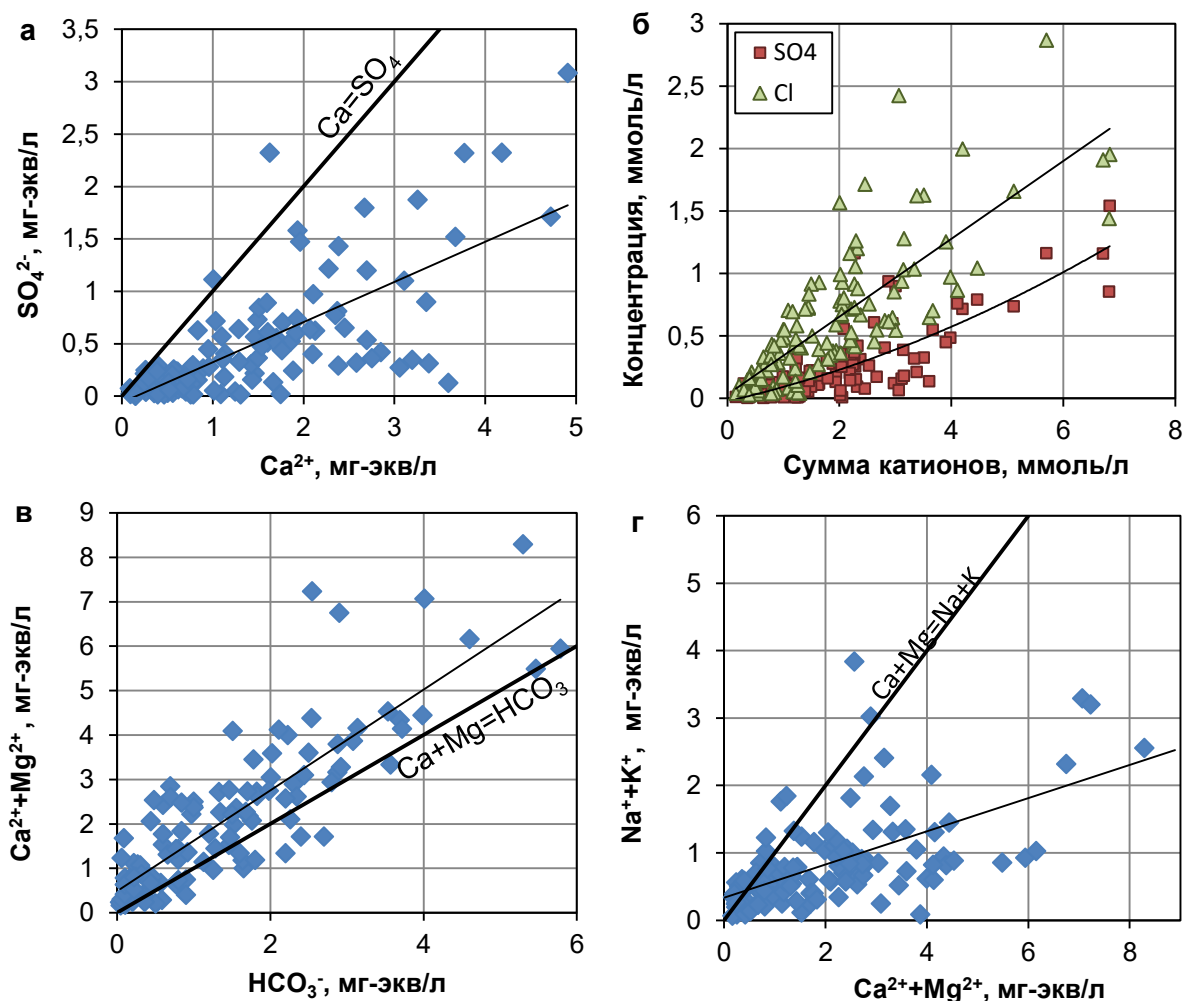 а
3,5
3
2,5
2
1,5
1
0,5
0
0 1 2 3 4 5
SO₄²⁻, мг-экв/л
Ca²⁺, мг-экв/л
Ca=SO₄
б
3
2,5
2
1,5
1
0,5
0
0 2 4 6 8
Концентрация, ммоль/л
Сумма катионов, ммоль/л
SO4
Cl
в
9
8
7
6
5
4
3
2
1
0
0 2 4 6
Ca²⁺+Mg²⁺, мг-экв/л
HCO₃⁻, мг-экв/л
Ca+Mg=HCO₃
г
6
5
4
3
2
1
0
0 2 4 6 8
Na⁺+K⁺, мг-экв/л
Ca²⁺+Mg²⁺, мг-экв/л
Ca+Mg=Na+K